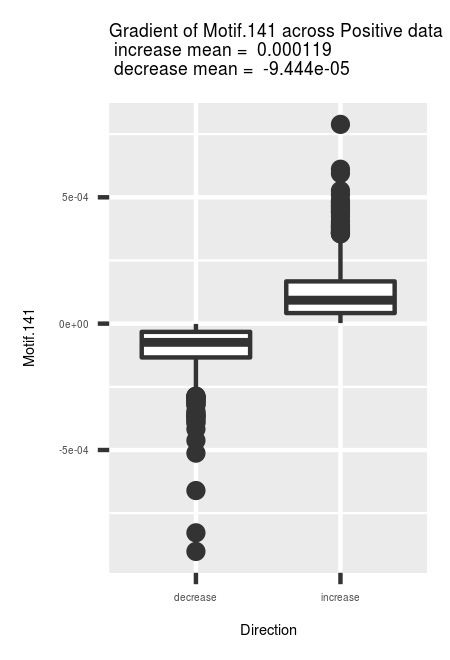 Gradient of Motif.141 across Positive data
increase mean =  0.000119
decrease mean =  -9.444e-05
5e-04
0e+00
-5e-04
Motif.141
decrease
increase
Direction